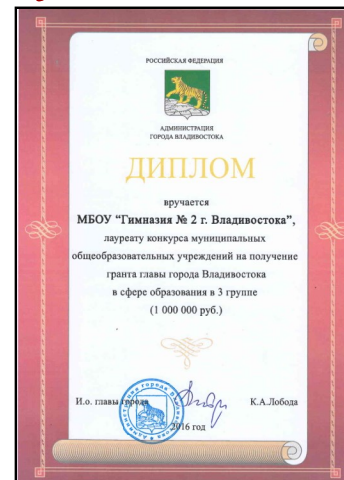 РОССИЙСКАЯ ФЕДЕРАЦИЯ
АДМИНИСТРАЦИЯ
ГОРОДА ВЛАДИВОСТОКА
ДИПЛОМ
вручается
МБОУ "Гимназия № 2 г. Владивостока",
лауреату конкурса муниципальных
общеобразовательных учреждений на получение
гранта главы города Владивостока
в сфере образования в 3 группе
(1 000 000 руб.)
И.о. главы города К.А.Лобода
2016 год